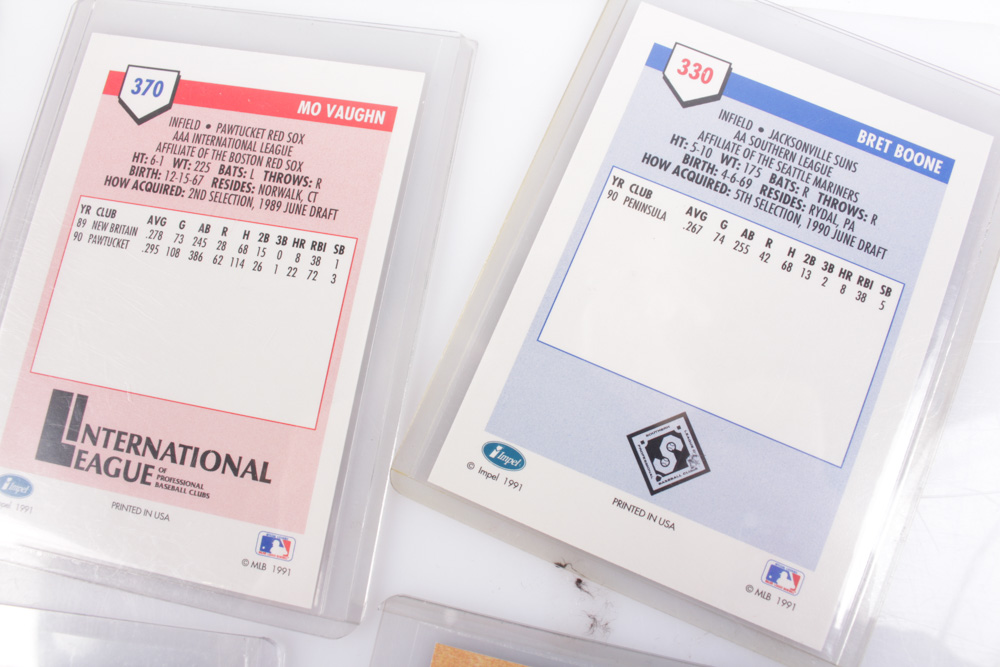 370
MO VAUGHN
INFIELD • PAWTUCKET RED SOX
AAA INTERNATIONAL LEAGUE
AFFILIATE OF THE BOSTON RED SOX
HT: 6-1 WT: 225 BATS: L THROWS: R
BIRTH: 12-15-67 RESIDES: NORWALK, CT
HOW ACQUIRED: 2ND SELECTION, 1989 JUNE DRAFT
YR CLUB AVG G AB R H 2B 3B HR RBI SB
89 NEW BRITAIN .278 73 245 28 68 15 0 8 38 1
90 PAWTUCKET .295 108 386 62 114 26 1 22 72 3
INTERNATIONAL
LEAGUE OF
PROFESSIONAL
BASEBALL CLUBS
Impel
1991
PRINTED IN USA
© MLB 1991
330
BRET BOONE
INFIELD • JACKSONVILLE SUNS
AA SOUTHERN LEAGUE
AFFILIATE OF THE SEATTLE MARINERS
HT: 5-10 WT: 175 BATS: R THROWS: R
BIRTH: 4-6-69 RESIDES: RYDAL, PA
HOW ACQUIRED: 5TH SELECTION, 1990 JUNE DRAFT
YR CLUB AVG G AB R H 2B 3B HR RBI SB
90 PENINSULA .267 74 255 42 68 13 2 8 38 5
SOUTHERN
LEAGUE
BASEBALL CLUBS
Impel
© Impel 1991
PRINTED IN USA
© MLB 1991